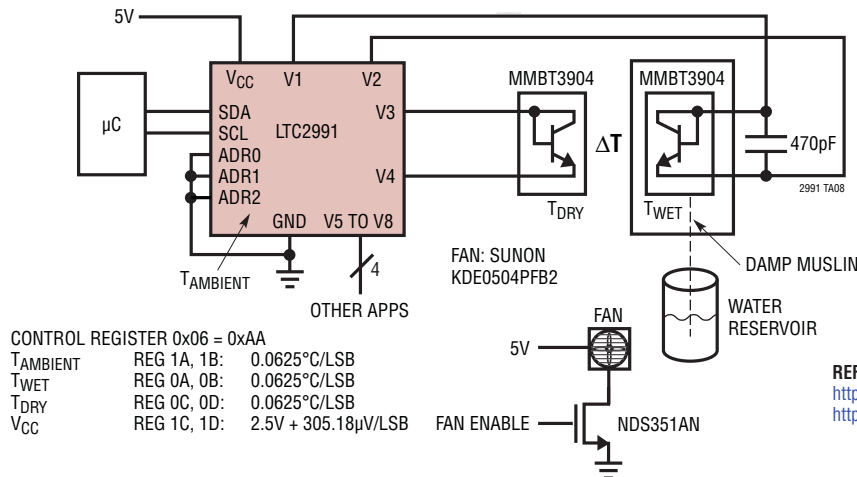 5V
VCC V1 V2
MMBT3904 MMBT3904
µC
SDA
SCL
ADR0
ADR1
ADR2
LTC2991
V3
V4
ΔT
470pF
2991 TA08
TDRY TWET
GND V5 TO V8
TAMBIENT
4
OTHER APPS
FAN: SUNON
KDE0504PFB2
DAMP MUSLIN
WATER
RESERVOIR
FAN
5V
FAN ENABLE
NDS351AN
CONTROL REGISTER 0x06 = 0xAA
TAMBIENT REG 1A, 1B: 0.0625°C/LSB
TWET REG 0A, 0B: 0.0625°C/LSB
TDRY REG 0C, 0D: 0.0625°C/LSB
VCC REG 1C, 1D: 2.5V + 305.18µV/LSB